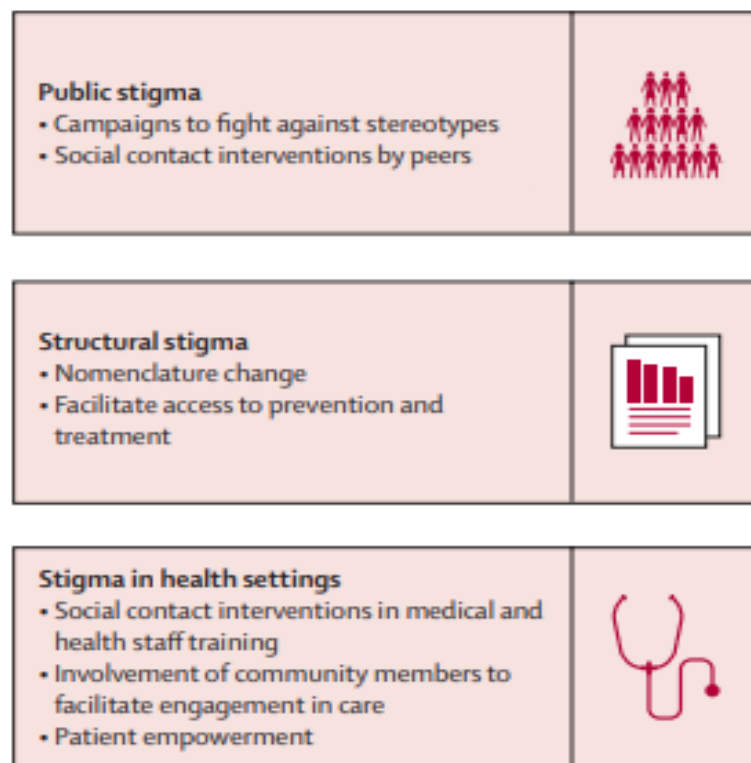 Public stigma
• Campaigns to fight against stereotypes
• Social contact interventions by peers
Structural stigma
• Nomenclature change
• Facilitate access to prevention and
treatment
Stigma in health settings
• Social contact interventions in medical and
health staff training
• Involvement of community members to
facilitate engagement in care
• Patient empowerment